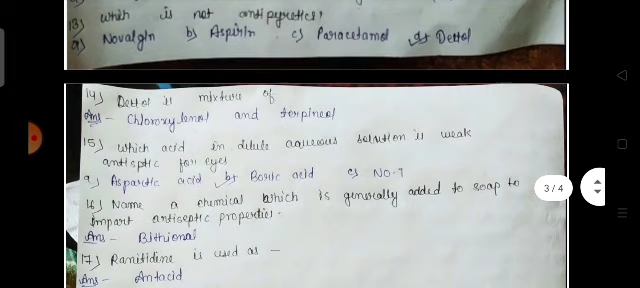 13) Which is not antipyretics?
a) Novalgin b) Aspirin c) Paracetamol d) Dettol
14) Dettol is mixture of
Ans - Chloroxylenol and terpineol
15) Which acid in dilute aqueous solution is weak
antisptic for eyes
a) Aspartic acid b) Boric acid c) NO-7
16) Name a chemical which is generally added to soap to
impart antiseptic properties.
Ans - Bithional
17) Ranitidine is used as -
Ans - Antacid
3 / 4